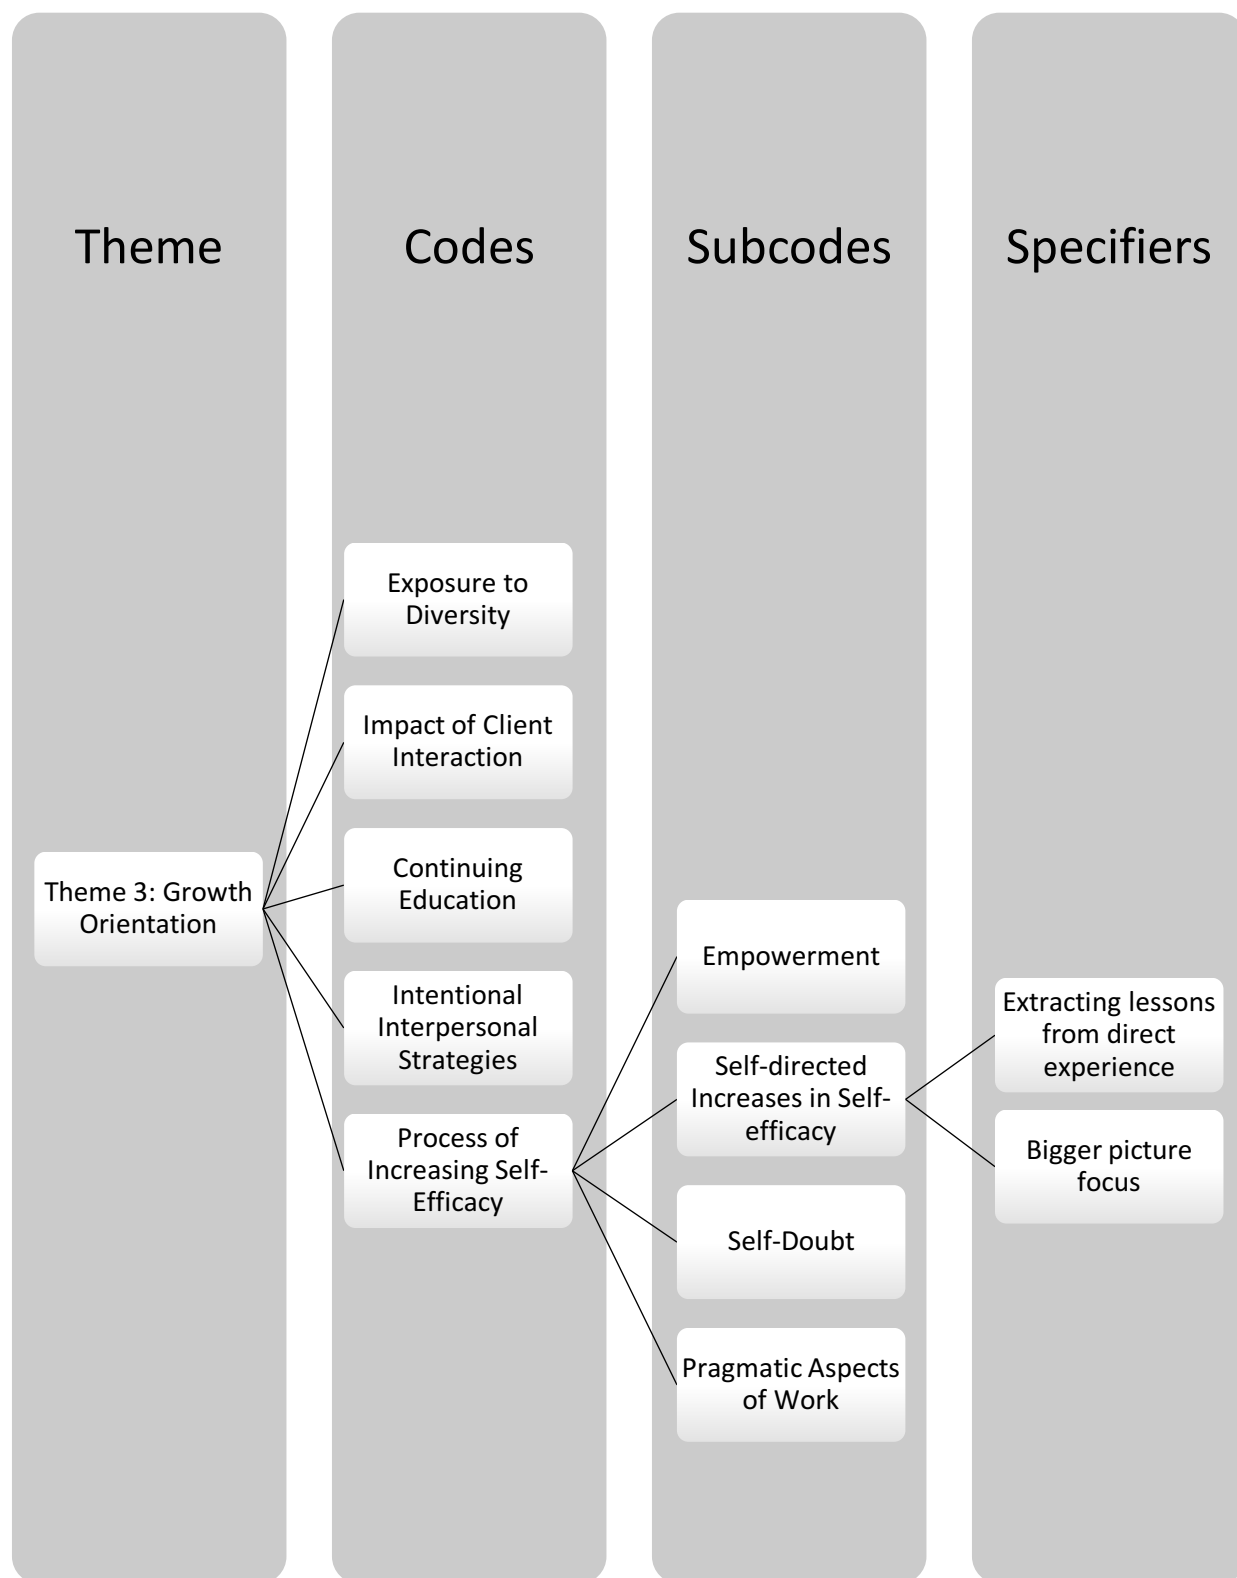 Theme
Codes
Subcodes
Specifiers
Theme 3: Growth
Orientation
Exposure to
Diversity
Impact of Client
Interaction
Continuing
Education
Intentional
Interpersonal
Strategies
Process of
Increasing Self-
Efficacy
Empowerment
Self-directed
Increases in Self-
efficacy
Self-Doubt
Pragmatic Aspects
of Work
Extracting lessons
from direct
experience
Bigger picture
focus